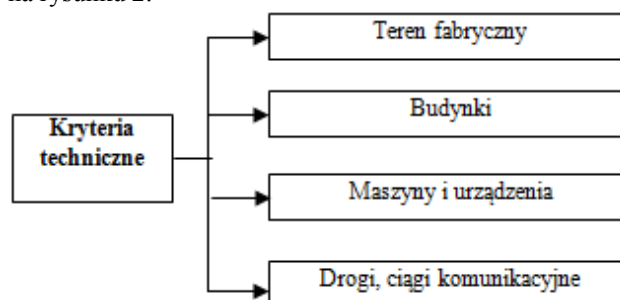 na rysunku 2.
Teren fabryczny
Budynki
Kryteria
techniczne
Maszyny i urządzenia
Drogi, ciągi komunikacyjne